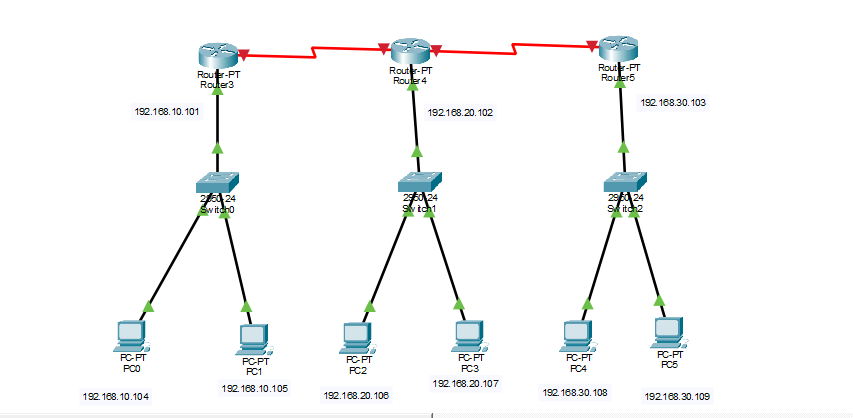 Router-PT
Router3
Router-PT
Router4
Router-PT
Router5
192.168.10.101
192.168.20.102
192.168.30.103
2950-24
Switch0
2950-24
Switch1
2950-24
Switch2
PC-PT
PC0
PC-PT
PC1
PC-PT
PC2
PC-PT
PC3
PC-PT
PC4
PC-PT
PC5
192.168.10.104
192.168.10.105
192.168.20.106
192.168.20.107
192.168.30.108
192.168.30.109